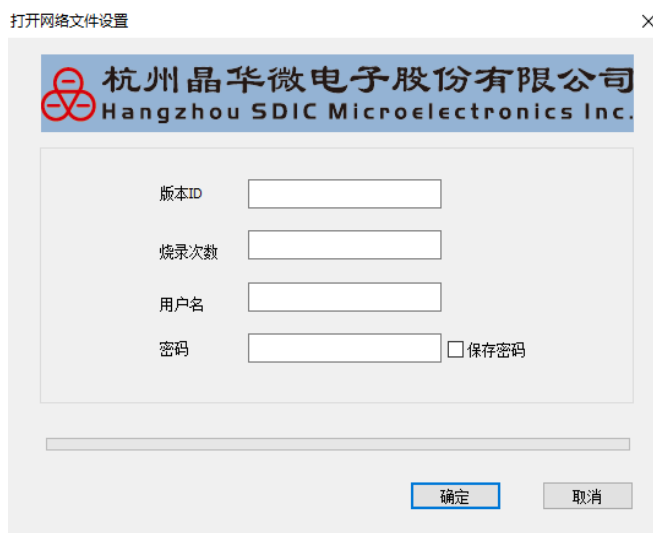 打开网络文件设置
杭州晶华微电子股份有限公司
Hangzhou SDIC Microelectronics Inc.
版本ID
烧录次数
用户名
密码
保存密码
确定
取消